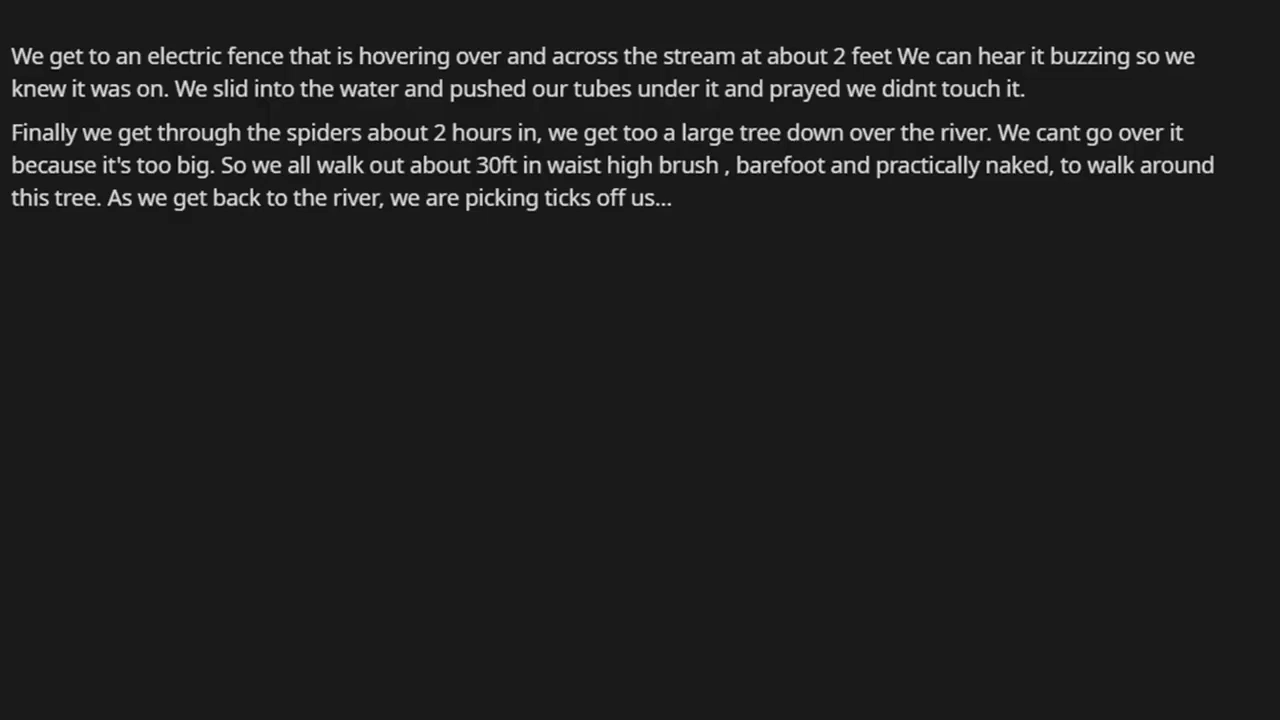 We get to an electric fence that is hovering over and across the stream at about 2 feet We can hear it buzzing so we
knew it was on. We slid into the water and pushed our tubes under it and prayed we didnt touch it.
Finally we get through the spiders about 2 hours in, we get too a large tree down over the river. We cant go over it
because it's too big. So we all walk out about 30ft in waist high brush , barefoot and practically naked, to walk around
this tree. As we get back to the river, we are picking ticks off us...